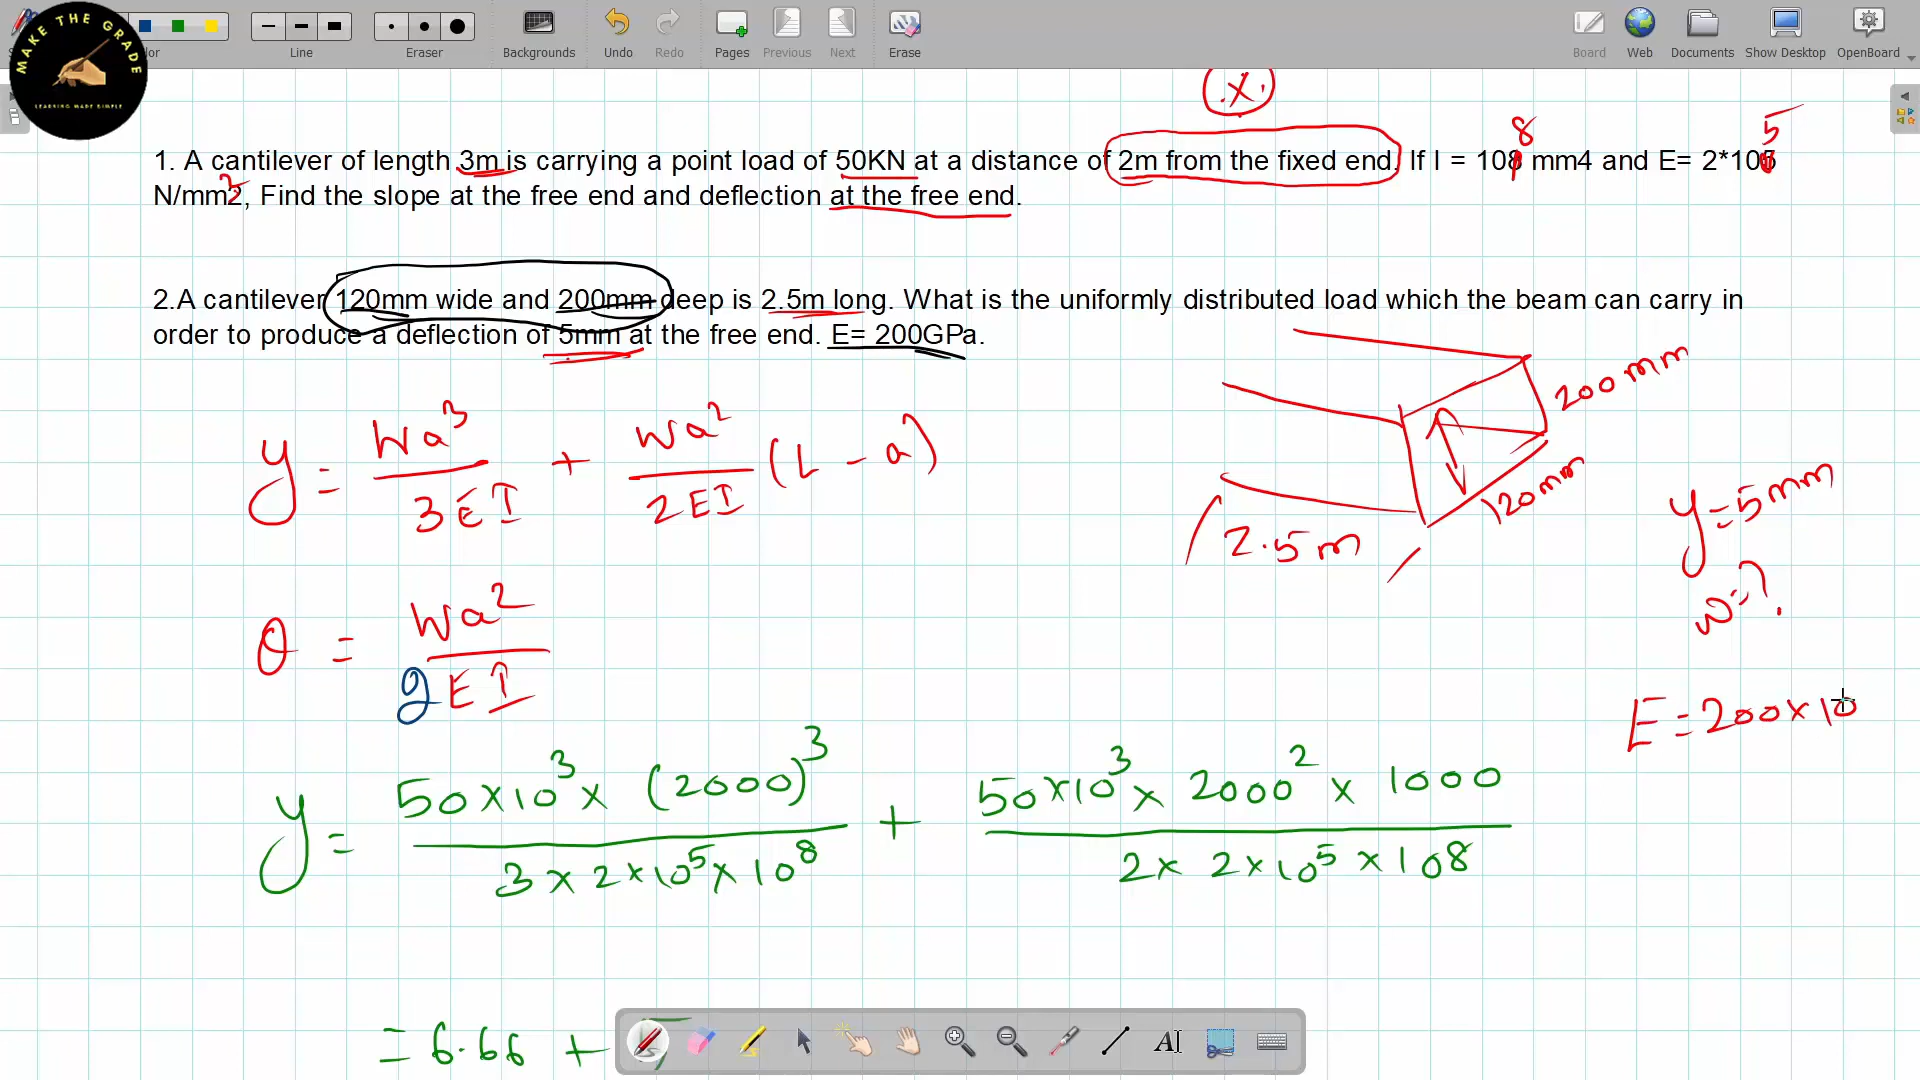 MAKE THE GRADE
LEARNING MADE SIMPLE
Line
Eraser
Backgrounds
Undo
Redo
Pages
Previous
Next
Erase
Board
Web
Documents
Show Desktop
OpenBoard
.x.
1. A cantilever of length 3m is carrying a point load of 50KN at a distance of 2m from the fixed end. If I = 10⁸ mm4 and E= 2*10⁵
N/mm2, Find the slope at the free end and deflection at the free end.
2.A cantilever 120mm wide and 200mm deep is 2.5m long. What is the uniformly distributed load which the beam can carry in
order to produce a deflection of 5mm at the free end. E= 200GPa.
y = Wa³/3EI + Wa²/2EI (L - a)
200mm
120mm
2.5m
y=5mm
w=?
θ = Wa²/2EI
E=200×10
y = 50×10³× (2000)³/3×2×10⁵×10⁸ + 50×10³× 2000² × 1000/2× 2×10⁵×10⁸
= 6.66 +